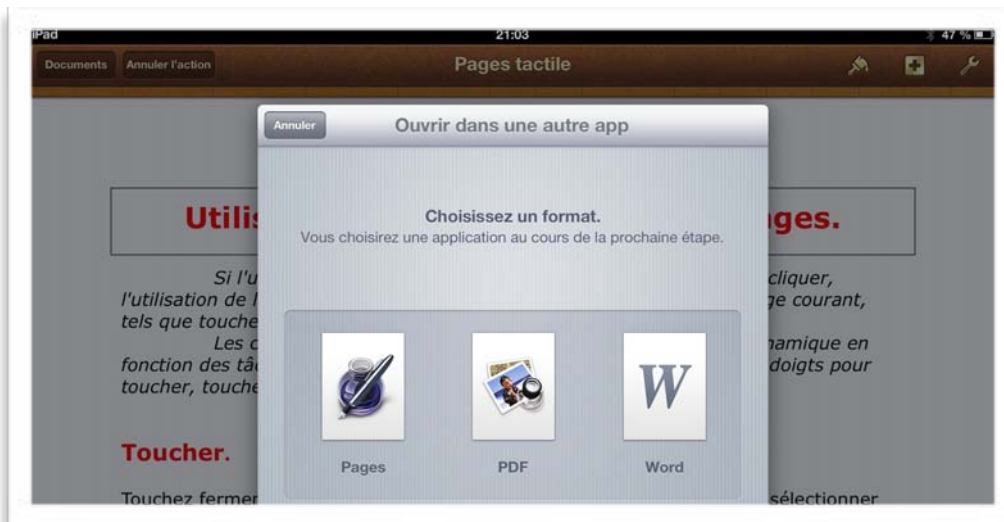 iPad 21:03 47 %
Documents Annuler l'action Pages tactile
Annuler Ouvrir dans une autre app
Choisissez un format.
Vous choisirez une application au cours de la prochaine étape.
Utilis ges.
Si l'u cliquer,
l'utilisation de l ge courant,
tels que touche
Les c namique en
fonction des tâ doigts pour
toucher, touche
W
Pages PDF Word
Toucher.
Touchez fermer sélectionner